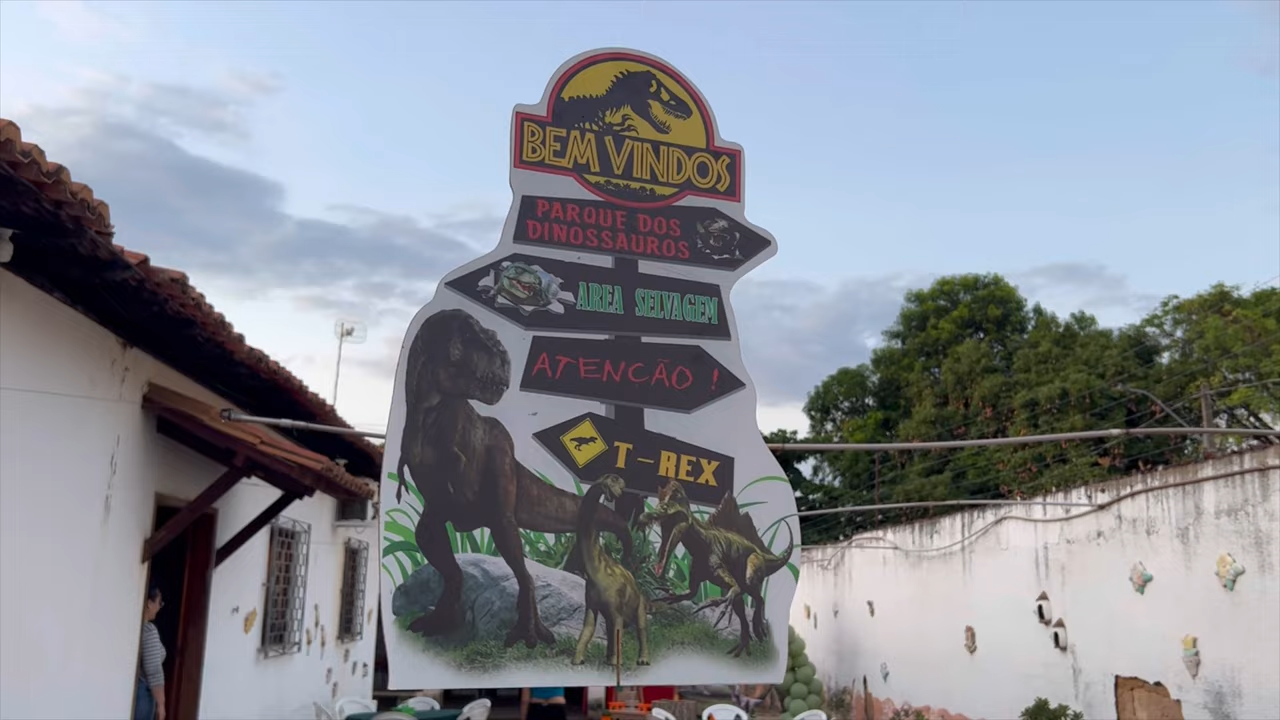 BEM VINDOS
PARQUE DOS
DINOSSAUROS
AREA SELVAGEM
ATENCÃO !
T-REX